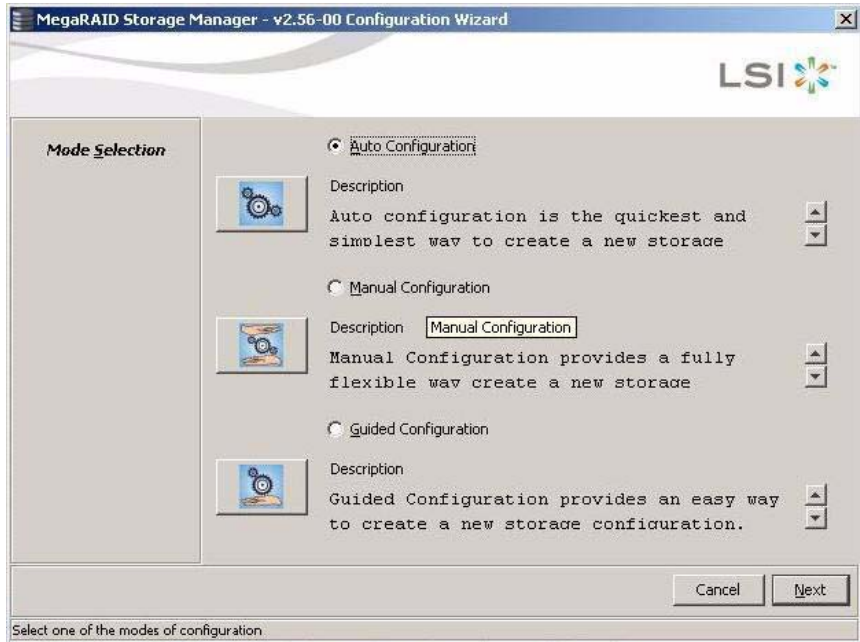 MegaRAID Storage Manager - v2.56-00 Configuration Wizard
LSI
Mode Selection
Auto Configuration
Description
Auto configuration is the quickest and
simplest way to create a new storage
Manual Configuration
Description
Manual Configuration
Manual Configuration provides a fully
flexible way create a new storage
Guided Configuration
Description
Guided Configuration provides an easy way
to create a new storage configuration.
Cancel
Next
Select one of the modes of configuration